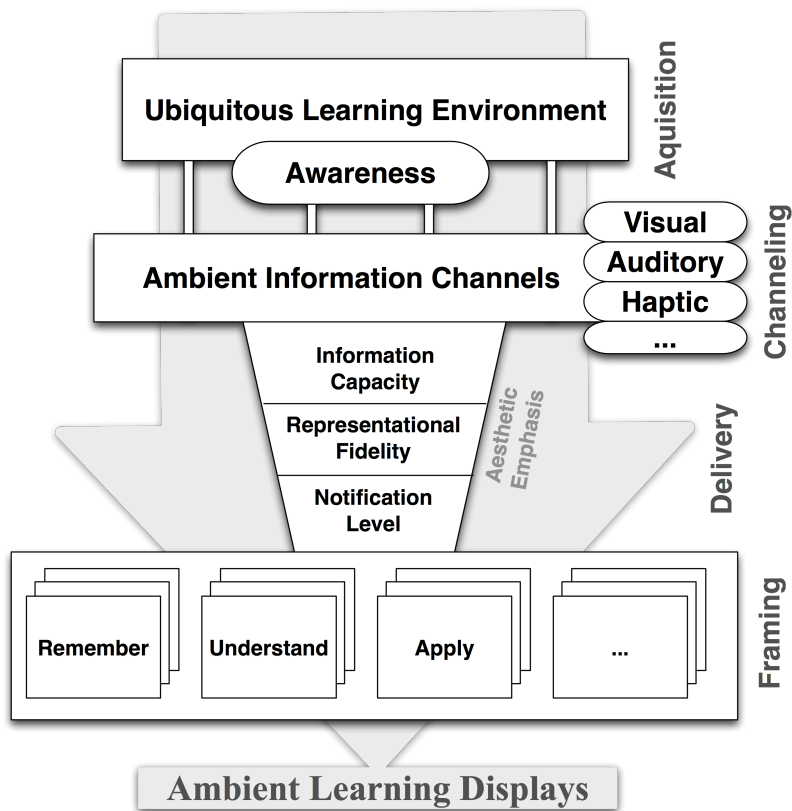 Ubiquitous Learning Environment
Aquisition
Awareness
Ambient Information Channels
Visual
Auditory
Haptic
...
Channeling
Information
Capacity
Representational
Fidelity
Notification
Level
Aesthetic
Emphasis
Delivery
Remember
Understand
Apply
...
Framing
Ambient Learning Displays